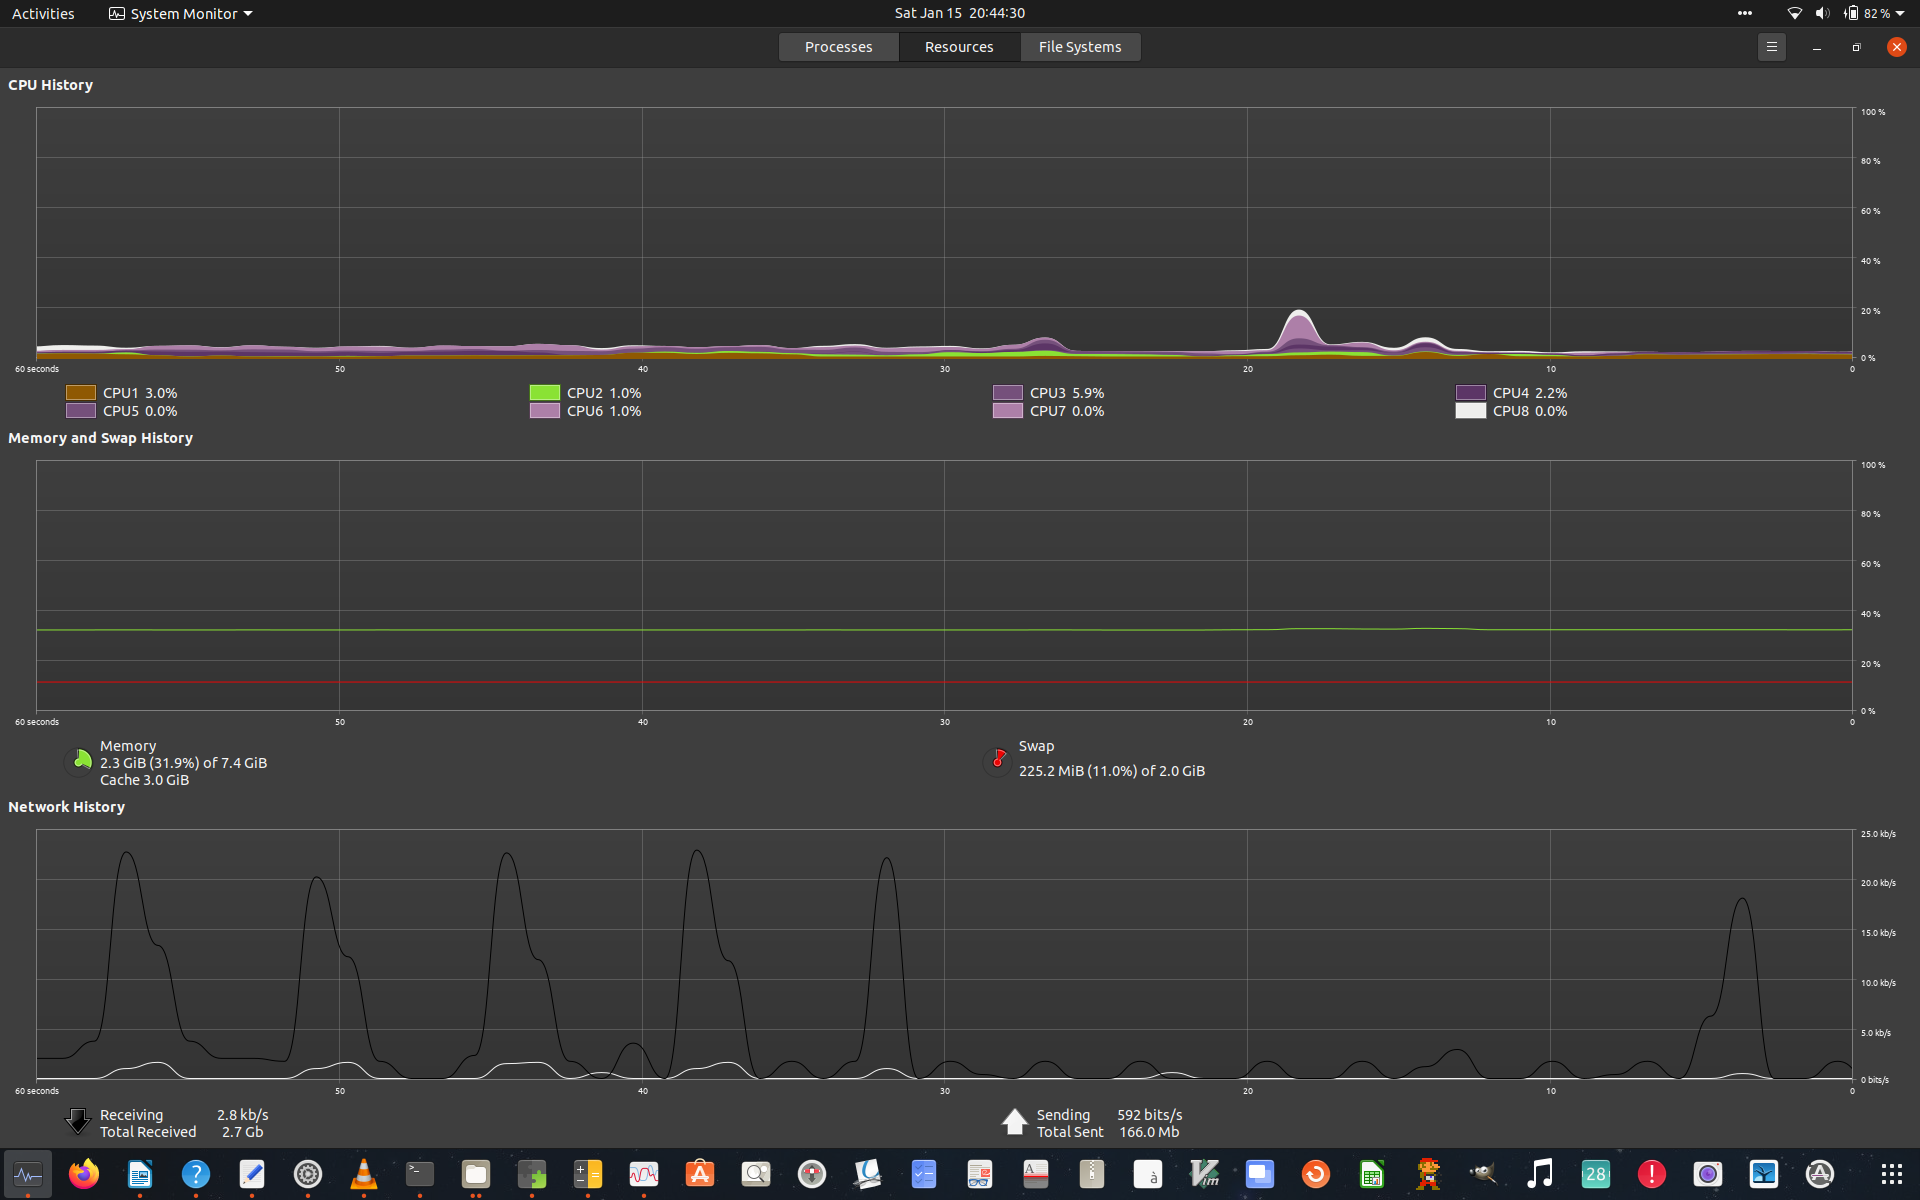 Activities System Monitor Sat Jan 15 20:44:30 82 %
Processes Resources File Systems
CPU History
100 %
80 %
60 %
40 %
20 %
0 %
60 seconds 50 40 30 20 10 0
CPU1 3.0% CPU2 1.0% CPU3 5.9% CPU4 2.2%
CPU5 0.0% CPU6 1.0% CPU7 0.0% CPU8 0.0%
Memory and Swap History
100 %
80 %
60 %
40 %
20 %
0 %
60 seconds 50 40 30 20 10 0
Memory
2.3 GiB (31.9%) of 7.4 GiB
Cache 3.0 GiB
Swap
225.2 MiB (11.0%) of 2.0 GiB
Network History
25.0 kb/s
20.0 kb/s
15.0 kb/s
10.0 kb/s
5.0 kb/s
0 bits/s
60 seconds 50 40 30 20 10 0
Receiving 2.8 kb/s
Total Received 2.7 Gb
Sending 592 bits/s
Total Sent 166.0 Mb
? >_ A à Vim 28 !